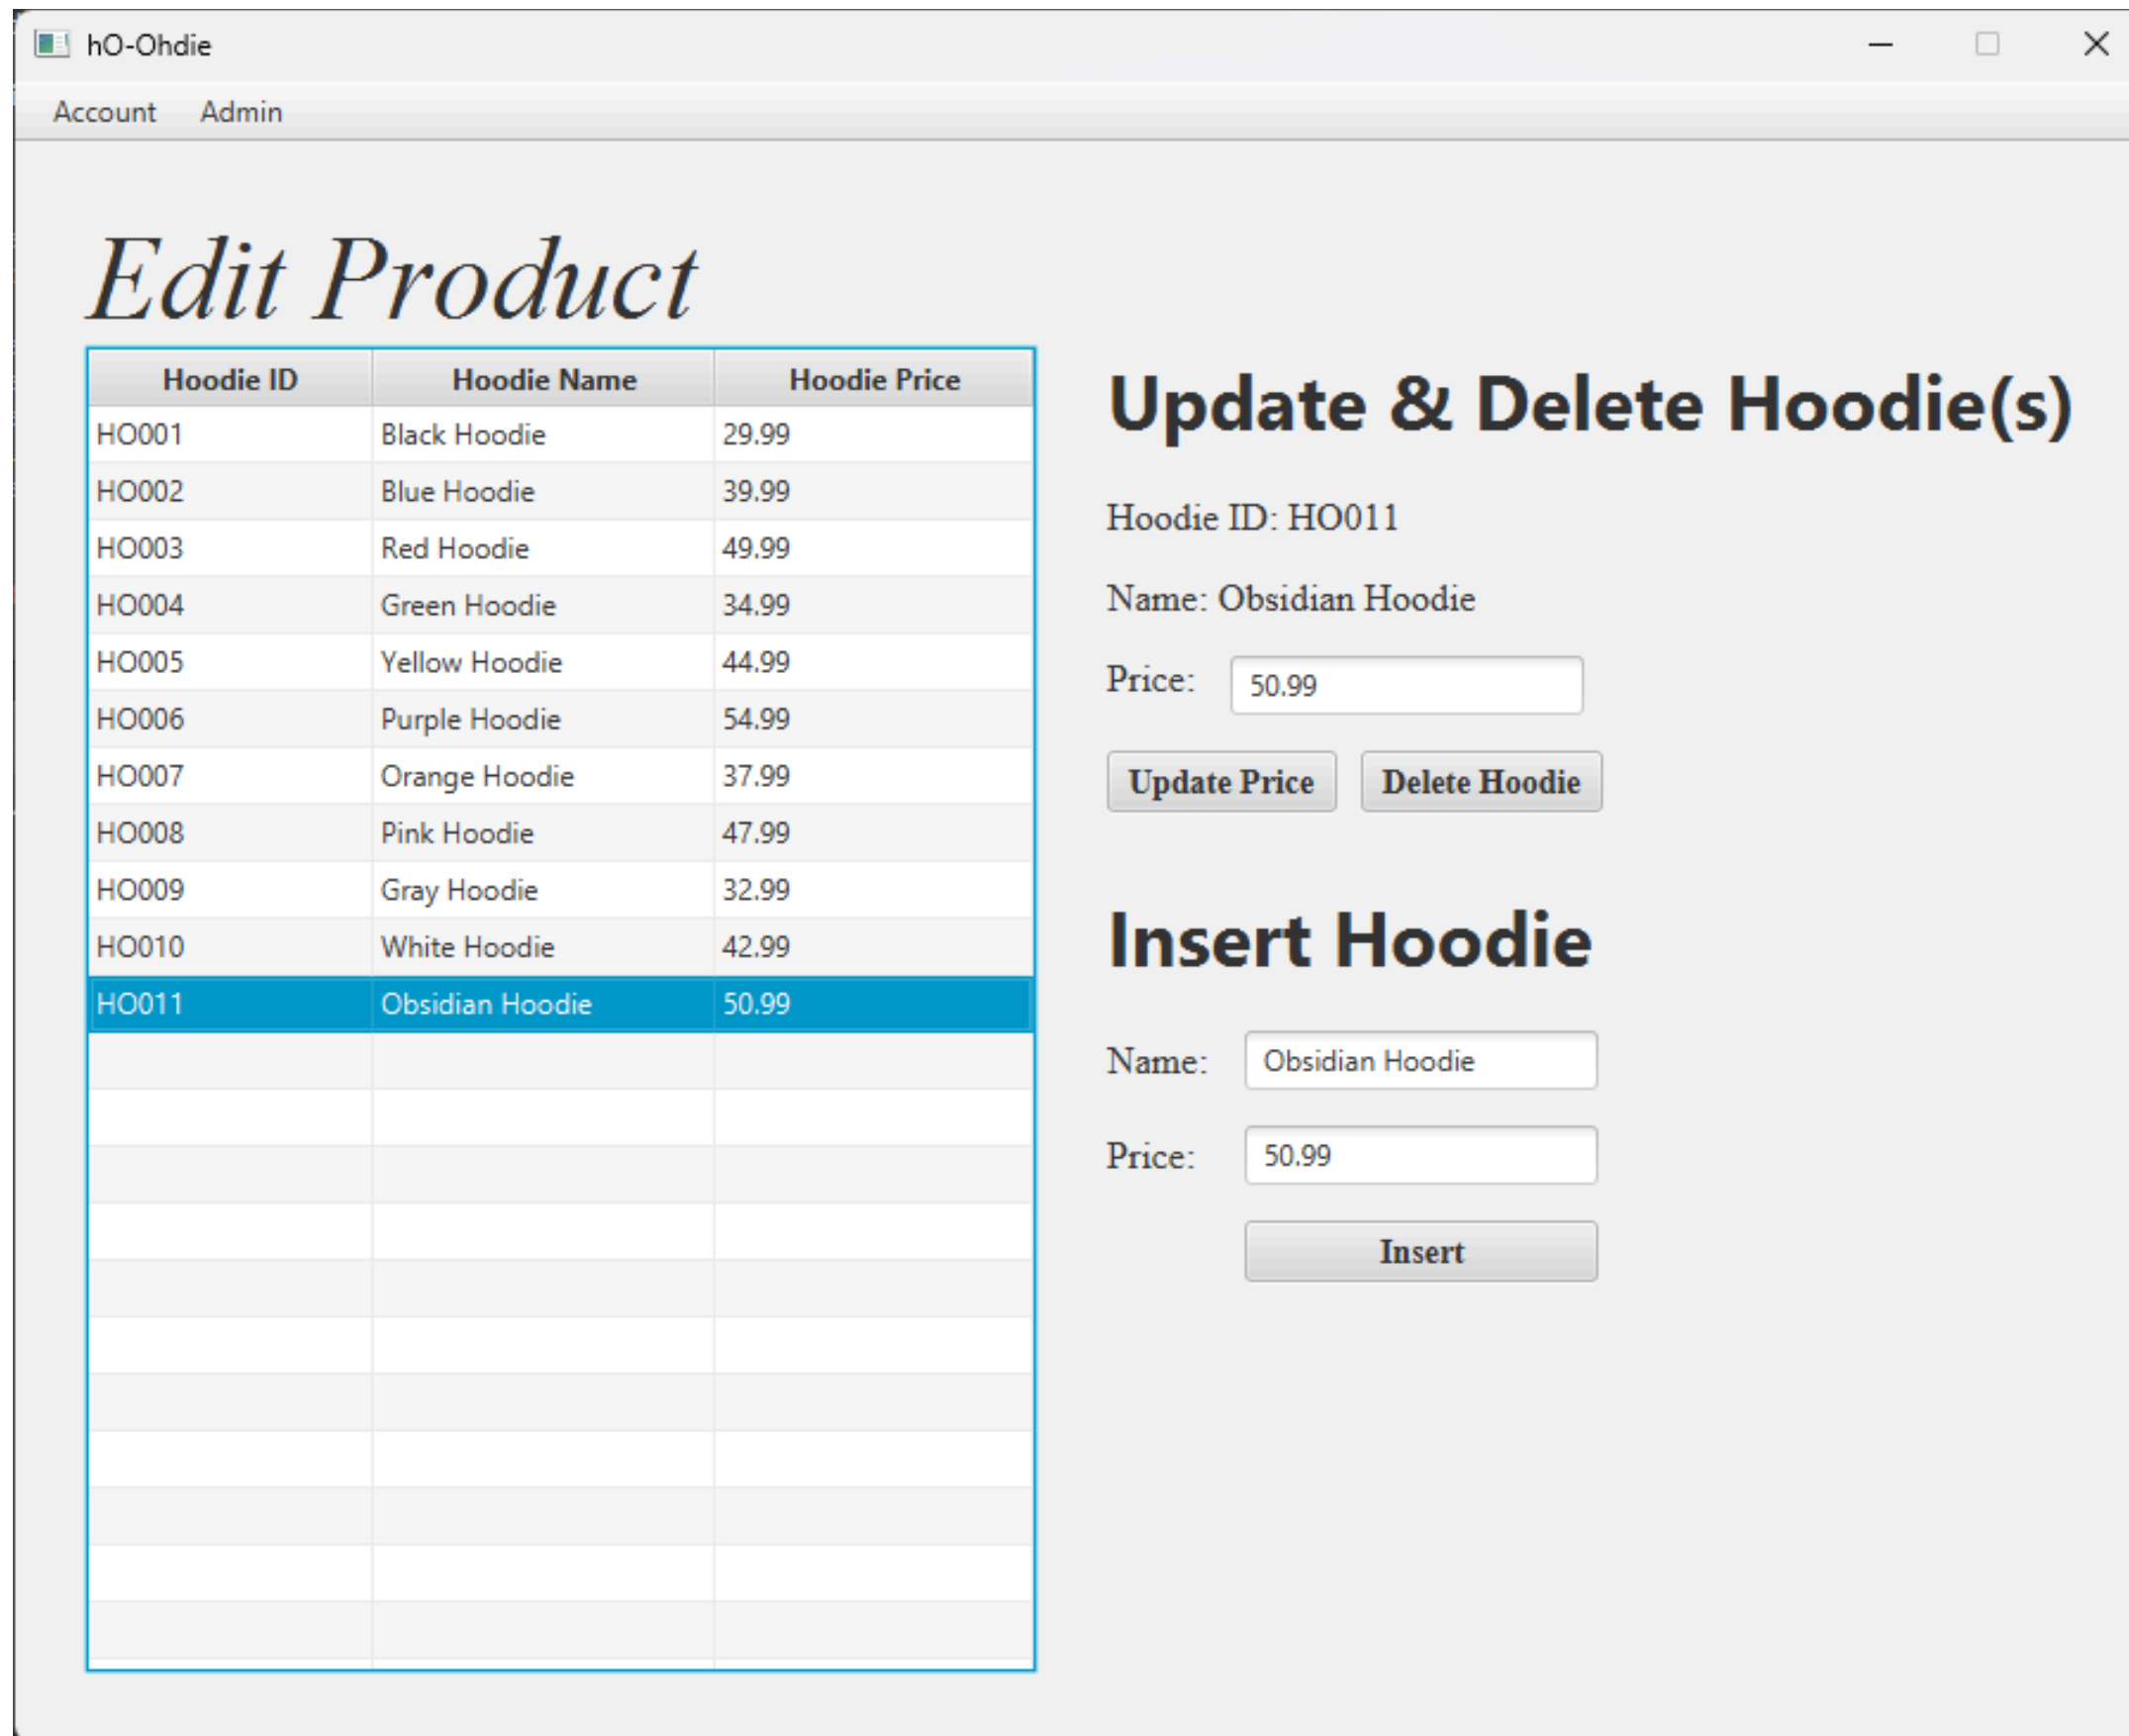 hO-Ohdie
Account Admin
Edit Product
Hoodie ID Hoodie Name Hoodie Price
HO001 Black Hoodie 29.99
HO002 Blue Hoodie 39.99
HO003 Red Hoodie 49.99
HO004 Green Hoodie 34.99
HO005 Yellow Hoodie 44.99
HO006 Purple Hoodie 54.99
HO007 Orange Hoodie 37.99
HO008 Pink Hoodie 47.99
HO009 Gray Hoodie 32.99
HO010 White Hoodie 42.99
HO011 Obsidian Hoodie 50.99
Update & Delete Hoodie(s)
Hoodie ID: HO011
Name: Obsidian Hoodie
Price: 50.99
Update Price Delete Hoodie
Insert Hoodie
Name: Obsidian Hoodie
Price: 50.99
Insert